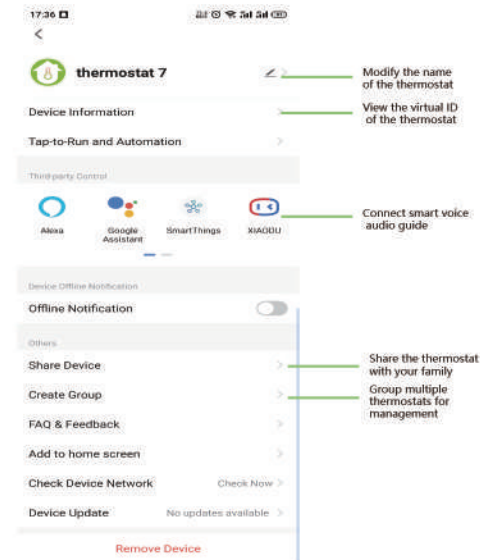 17:36
thermostat 7
Modify the name
of the thermostat
Device Information
View the virtual ID
of the thermostat
Tap-to-Run and Automation
Third-party Control
Alexa
Google
Assistant
SmartThings
XIAODU
Connect smart voice
audio guide
Device Offline Notification
Offline Notification
Others
Share Device
Share the thermostat
with your family
Create Group
Group multiple
thermostats for
management
FAQ & Feedback
Add to home screen
Check Device Network Check Now
Device Update No updates available
Remove Device